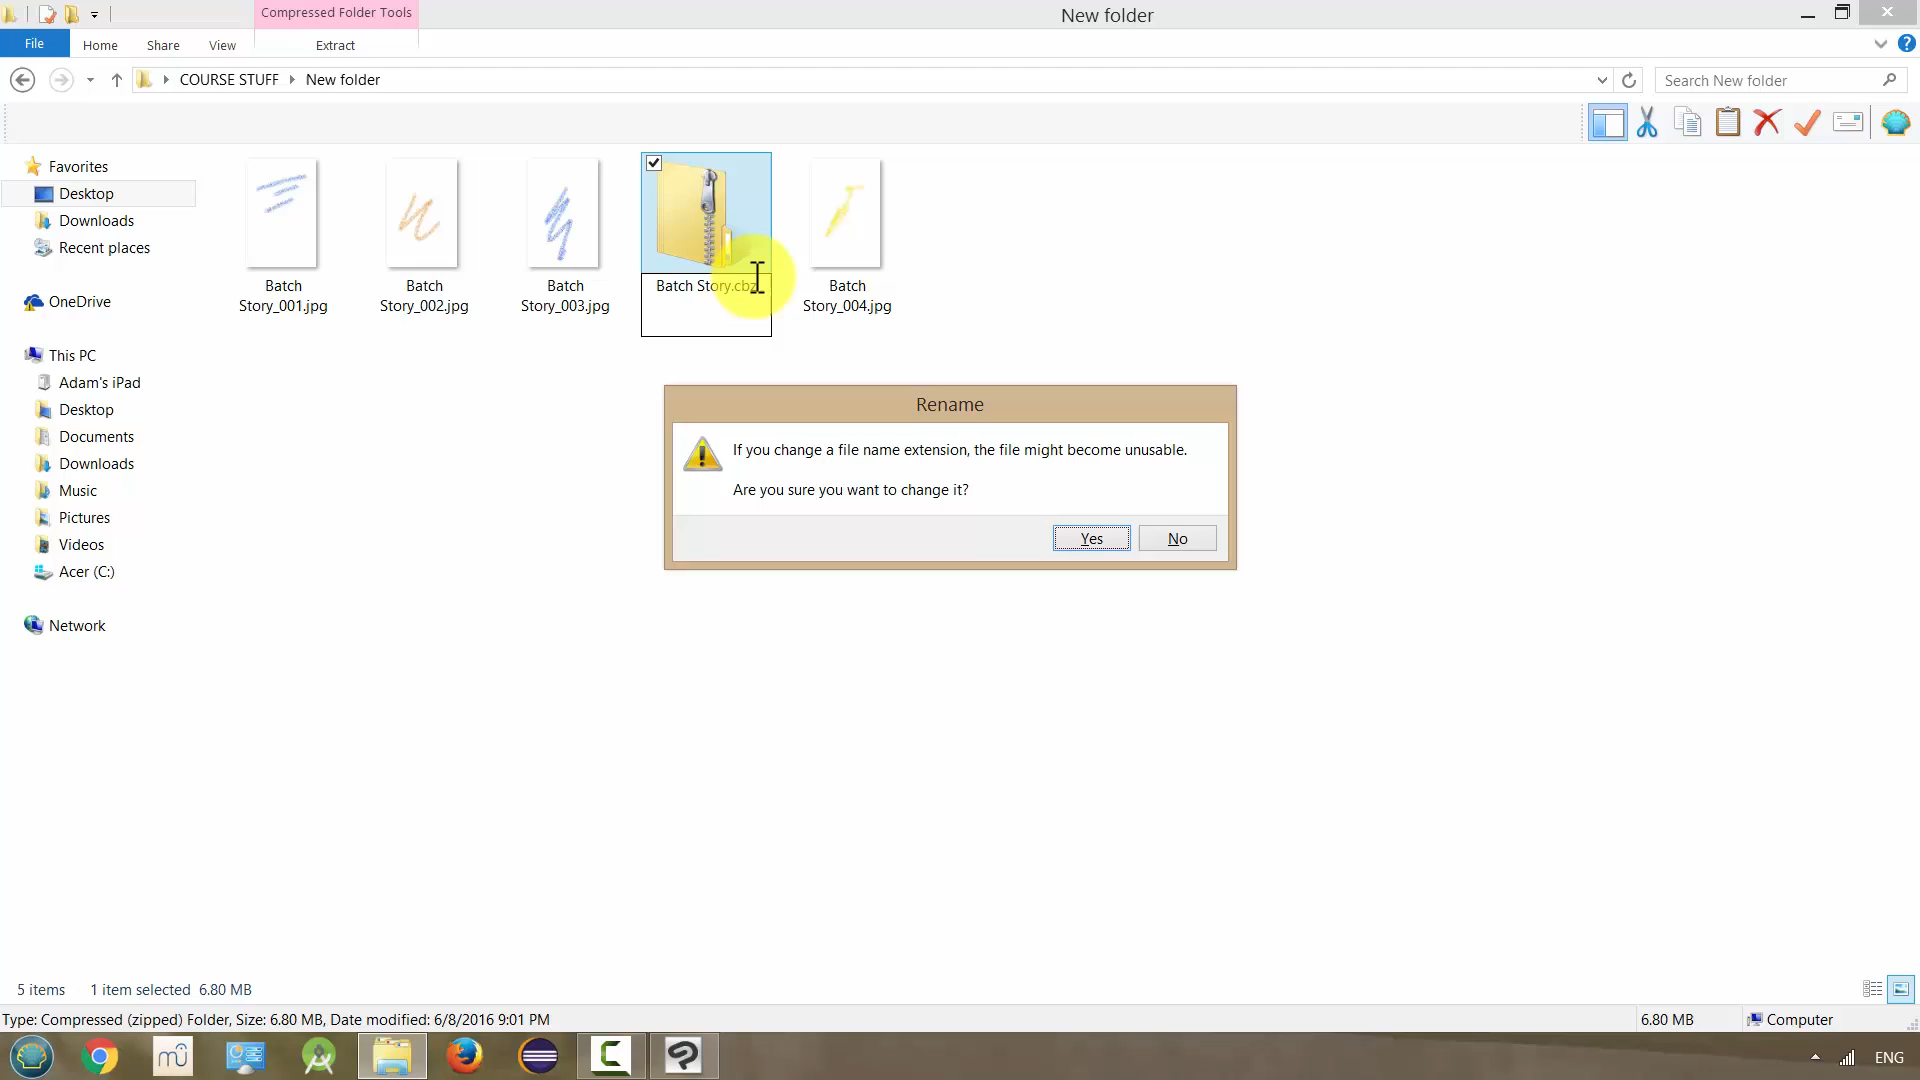 Compressed Folder Tools
New folder
File
Home
Share
View
Extract
COURSE STUFF
New folder
Search New folder
Favorites
Desktop
Downloads
Recent places
OneDrive
This PC
Adam's iPad
Desktop
Documents
Downloads
Music
Pictures
Videos
Acer (C:)
Network
Batch
Story_001.jpg
Batch
Story_002.jpg
Batch
Story_003.jpg
Batch Story.cbz
Batch
Story_004.jpg
Rename
If you change a file name extension, the file might become unusable.
Are you sure you want to change it?
Yes
No
5 items
1 item selected 6.80 MB
Type: Compressed (zipped) Folder, Size: 6.80 MB, Date modified: 6/8/2016 9:01 PM
6.80 MB
Computer
ENG